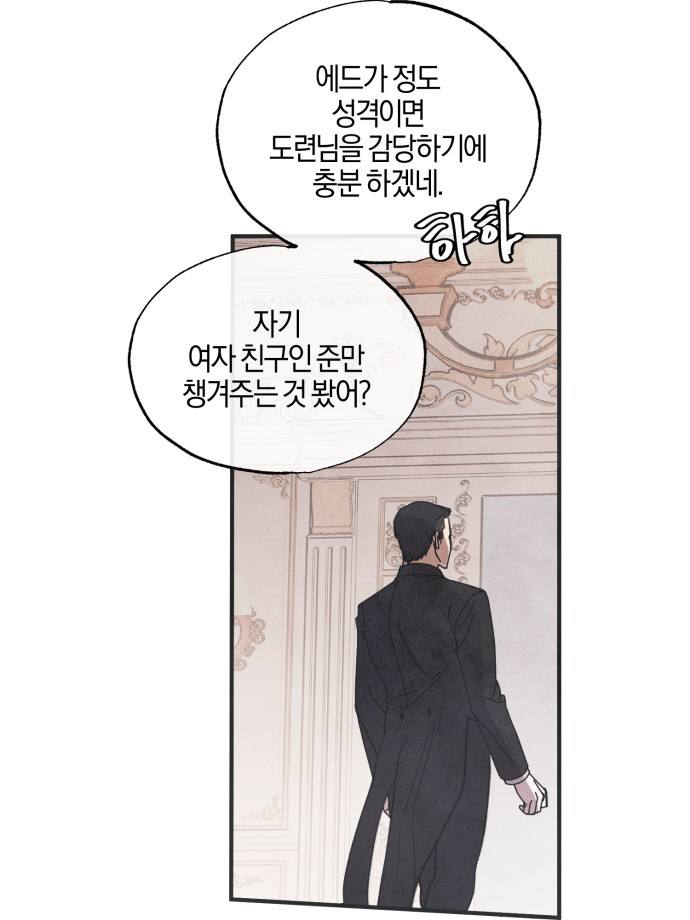 에드가 정도
성격이면
도련님을 감당하기에
충분 하겠네.
하하
자기
여자 친구인 준만
챙겨주는 것 봤어?